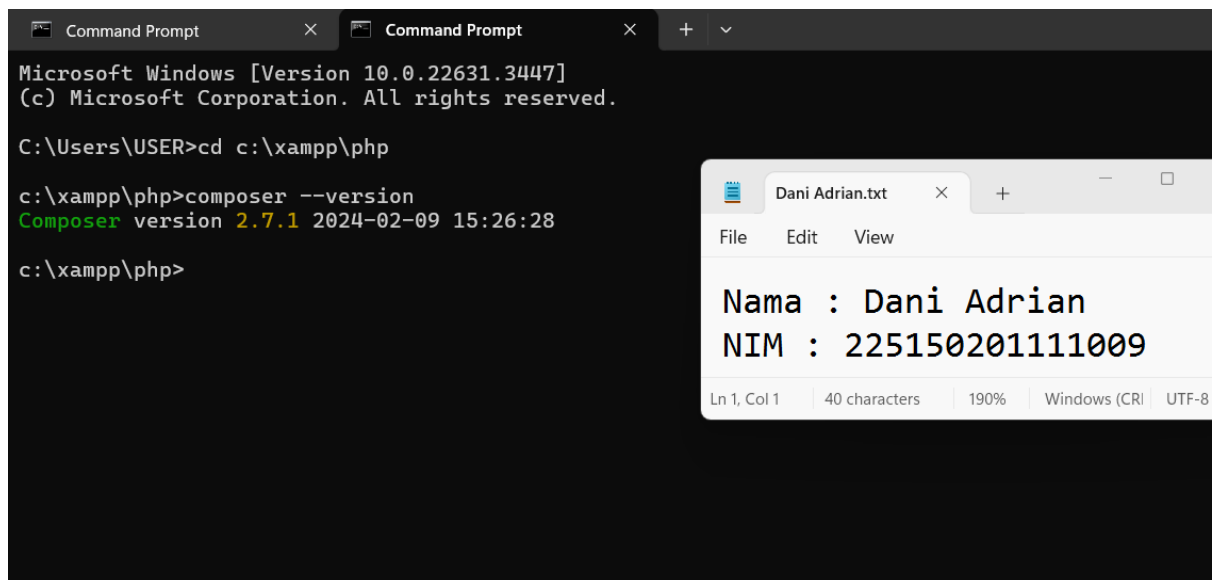 Command Prompt
Command Prompt
Microsoft Windows [Version 10.0.22631.3447]
(c) Microsoft Corporation. All rights reserved.
C:\Users\USER>cd c:\xampp\php
c:\xampp\php>composer --version
Composer version 2.7.1 2024-02-09 15:26:28
c:\xampp\php>
Dani Adrian.txt
File Edit View
Nama : Dani Adrian
NIM : 225150201111009
Ln 1, Col 1 40 characters 190% Windows (CRI UTF-8